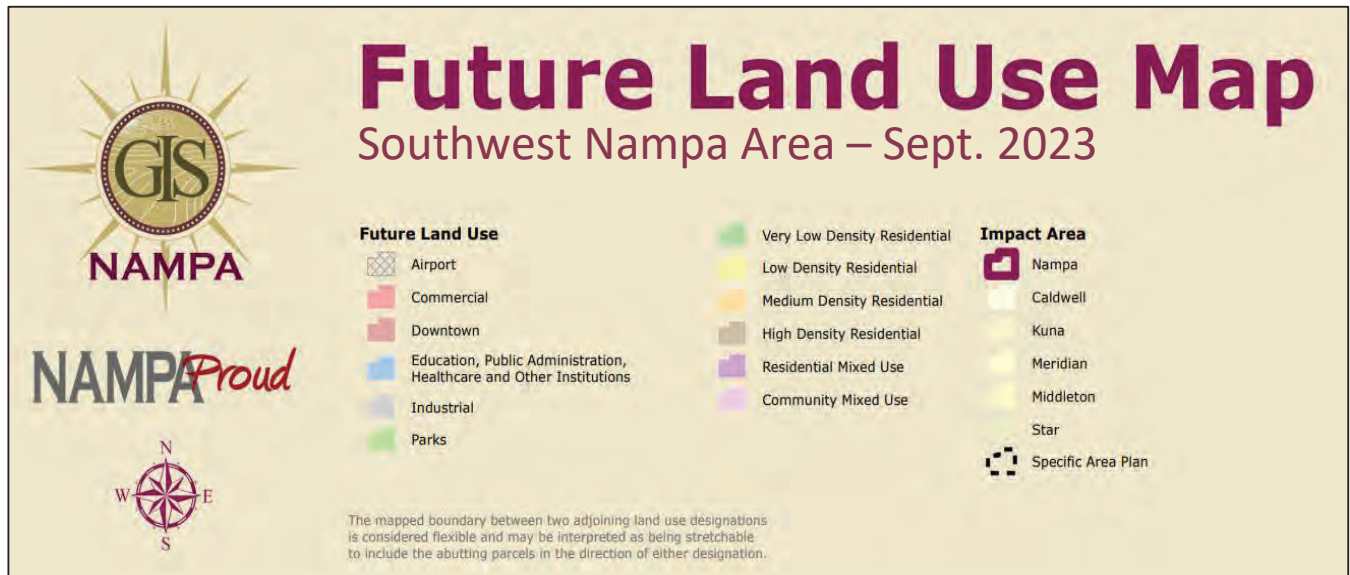 GIS
NAMPA
NAMPA Proud
N
W E
S
Future Land Use Map
Southwest Nampa Area – Sept. 2023
Future Land Use
Airport
Commercial
Downtown
Education, Public Administration,
Healthcare and Other Institutions
Industrial
Parks
Very Low Density Residential
Low Density Residential
Medium Density Residential
High Density Residential
Residential Mixed Use
Community Mixed Use
Impact Area
Nampa
Caldwell
Kuna
Meridian
Middleton
Star
Specific Area Plan
The mapped boundary between two adjoining land use designations
is considered flexible and may be interpreted as being stretchable
to include the abutting parcels in the direction of either designation.